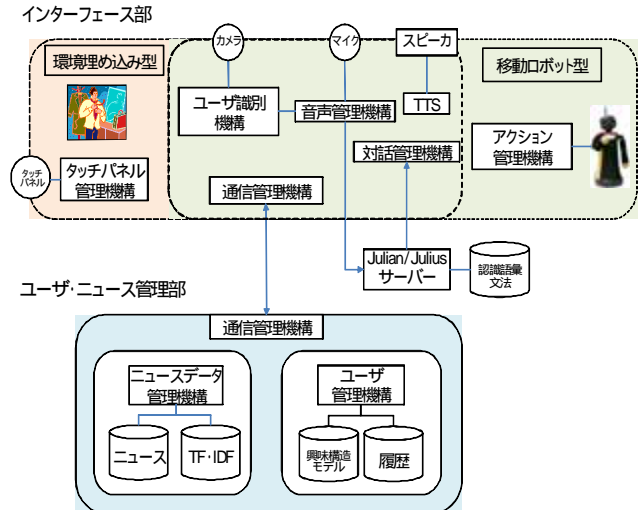 インターフェース部
カメラ
マイク
スピーカ
環境埋め込み型
移動ロボット型
ユーザ識別
機構
音声管理機構
TTS
対話管理機構
アクション
管理機構
タッチ
パネル
タッチパネル
管理機構
通信管理機構
Julian/Julius
サーバー
認識語彙
文法
ユーザ・ニュース管理部
通信管理機構
ニュースデータ
管理機構
ニュース
TF・IDF
ユーザ
管理機構
興味構造
モデル
履歴